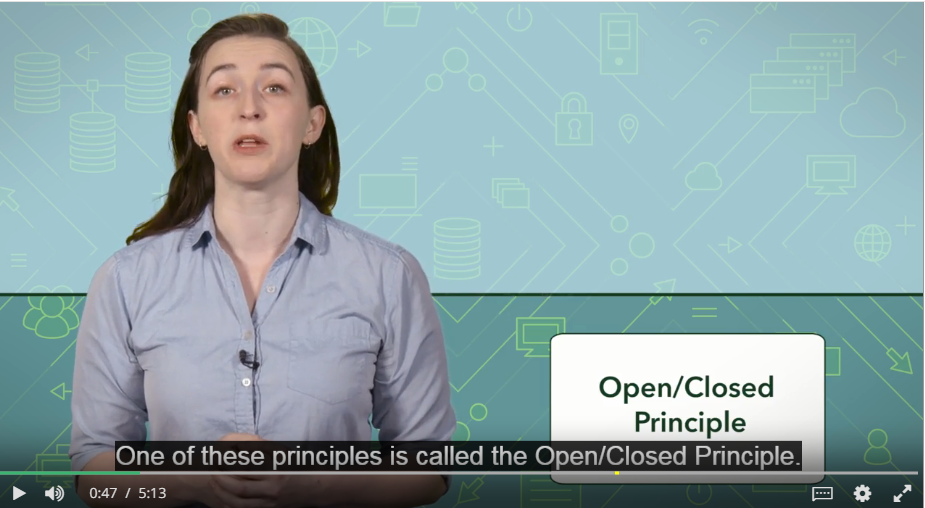 Open/Closed
Principle
One of these principles is called the Open/Closed Principle.
0:47 / 5:13